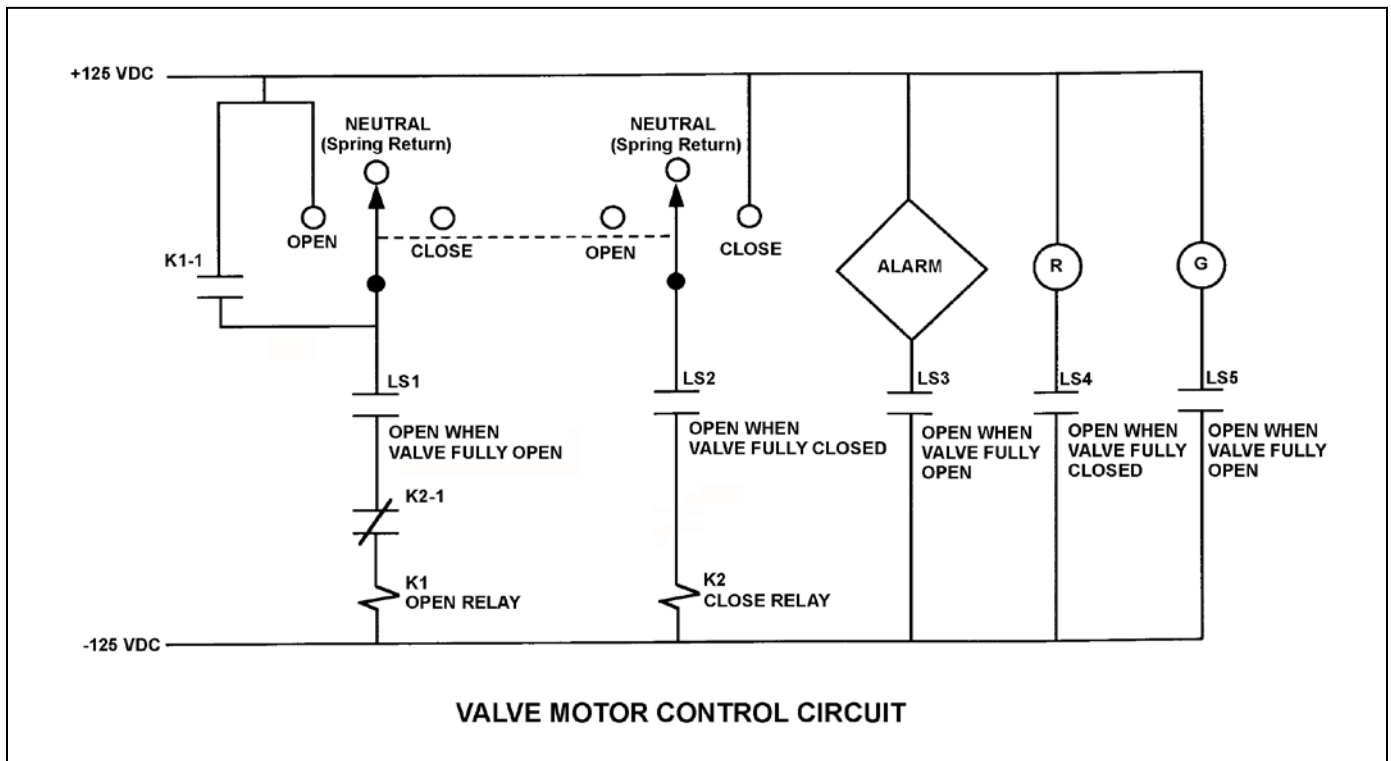 +125 VDC
NEUTRAL
(Spring Return)
NEUTRAL
(Spring Return)
OPEN
CLOSE
OPEN
CLOSE
K1-1
ALARM
R
G
LS1
OPEN WHEN
VALVE FULLY OPEN
LS2
OPEN WHEN
VALVE FULLY CLOSED
LS3
OPEN WHEN
VALVE FULLY
OPEN
LS4
OPEN WHEN
VALVE FULLY
CLOSED
LS5
OPEN WHEN
VALVE FULLY
OPEN
K2-1
K1
OPEN RELAY
K2
CLOSE RELAY
-125 VDC
VALVE MOTOR CONTROL CIRCUIT